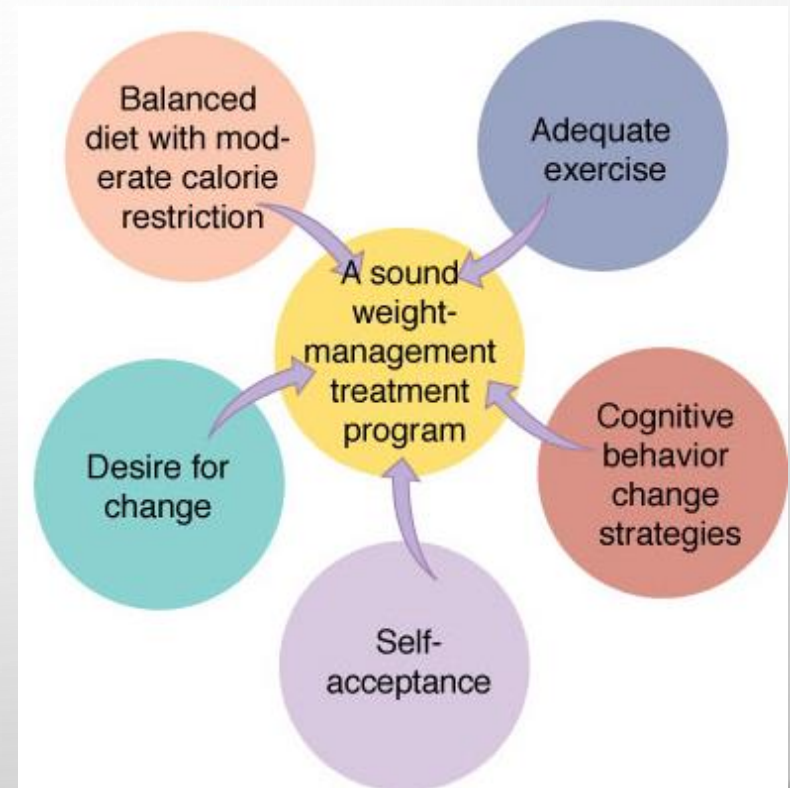 Balanced
diet with mod-
erate calorie
restriction
Adequate
exercise
A sound
weight-
management
treatment
program
Desire for
change
Cognitive
behavior
change
strategies
Self-
acceptance